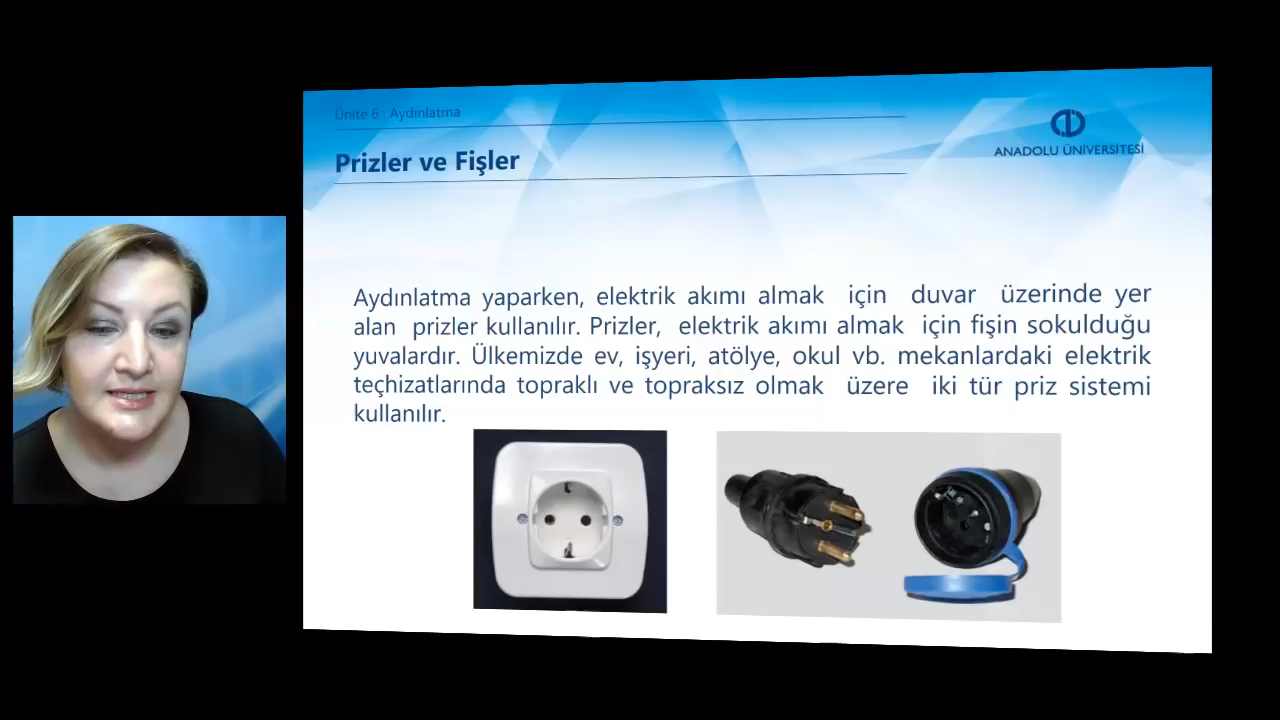 Ünite 6 : Aydınlatma
ANADOLU ÜNİVERSİTESİ
Prizler ve Fişler
Aydınlatma yaparken, elektrik akımı almak için duvar üzerinde yer
alan prizler kullanılır. Prizler, elektrik akımı almak için fişin sokulduğu
yuvalardır. Ülkemizde ev, işyeri, atölye, okul vb. mekanlardaki elektrik
teçhizatlarında topraklı ve topraksız olmak üzere iki tür priz sistemi
kullanılır.